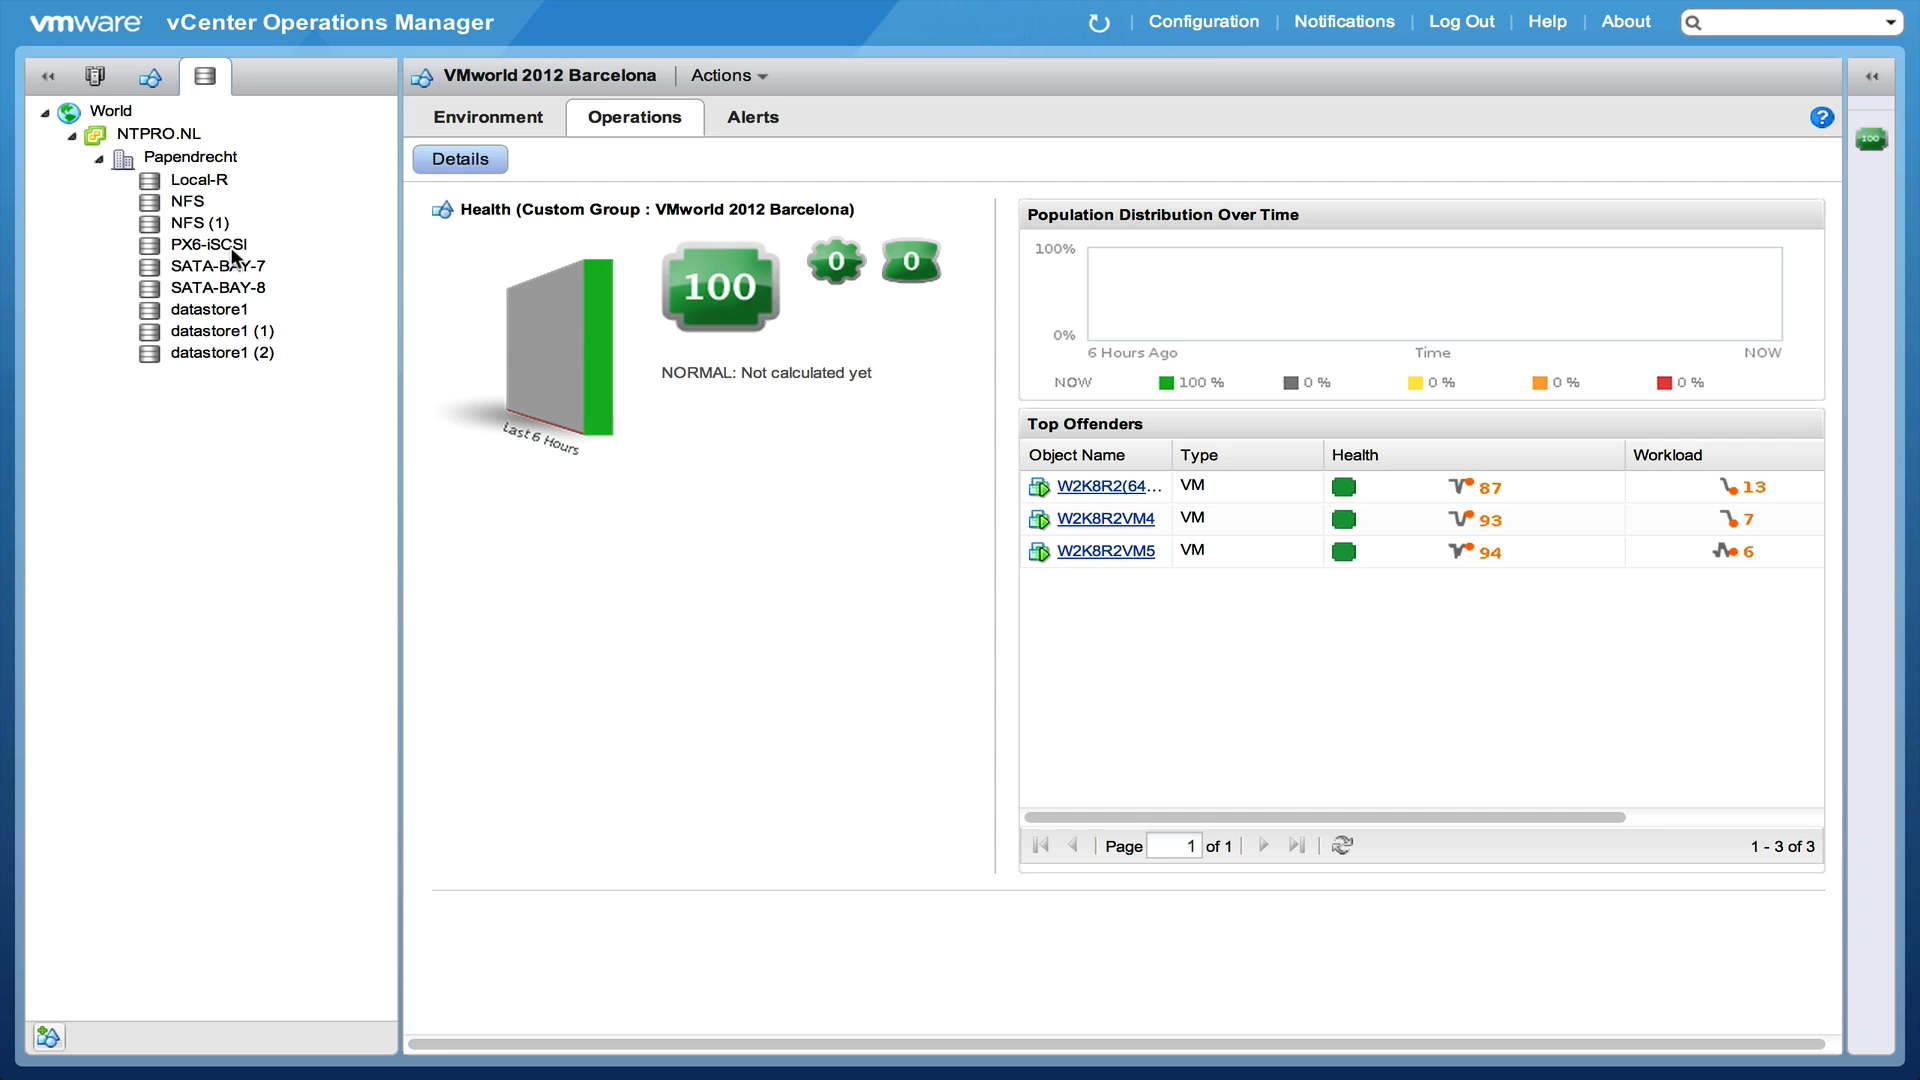 vmware vCenter Operations Manager
Configuration Notifications Log Out Help About
VMworld 2012 Barcelona Actions
Environment Operations Alerts
Details
World
NTPRO.NL
Papendrecht
Local-R
NFS
NFS (1)
PX6-iSCSI
SATA-BAY-7
SATA-BAY-8
datastore1
datastore1 (1)
datastore1 (2)
Health (Custom Group : VMworld 2012 Barcelona)
100 0 0
NORMAL: Not calculated yet
Last 6 Hours
Population Distribution Over Time
100%
0%
6 Hours Ago Time NOW
NOW 100 % 0 % 0 % 0 % 0 %
Top Offenders
Object Name Type Health Workload
W2K8R2(64... VM 87 13
W2K8R2VM4 VM 93 7
W2K8R2VM5 VM 94 6
Page 1 of 1 1 - 3 of 3
100